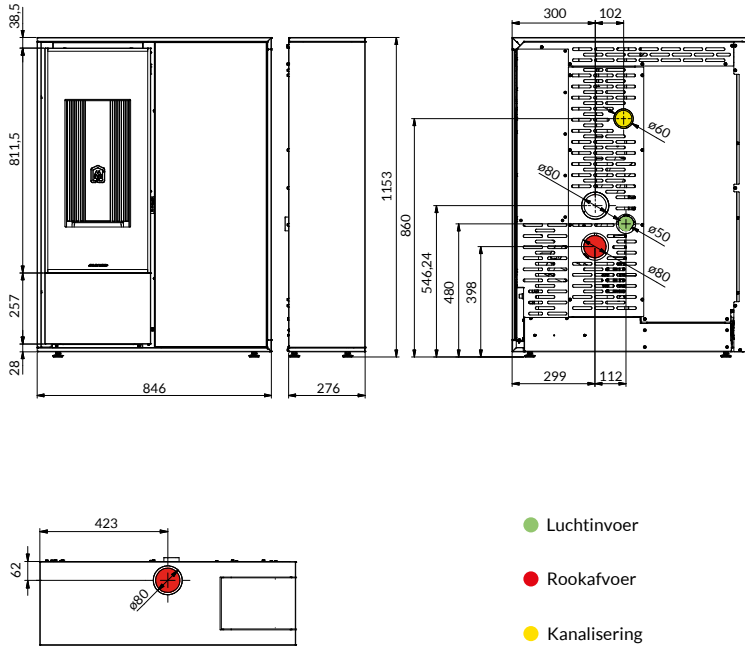 38,5
811,5
257
28
846
276
1153
300
102
860
546,24
480
398
ø60
ø80
ø50
ø80
299
112
423
62
ø80
Luchtinvoer
Rookafvoer
Kanalisering